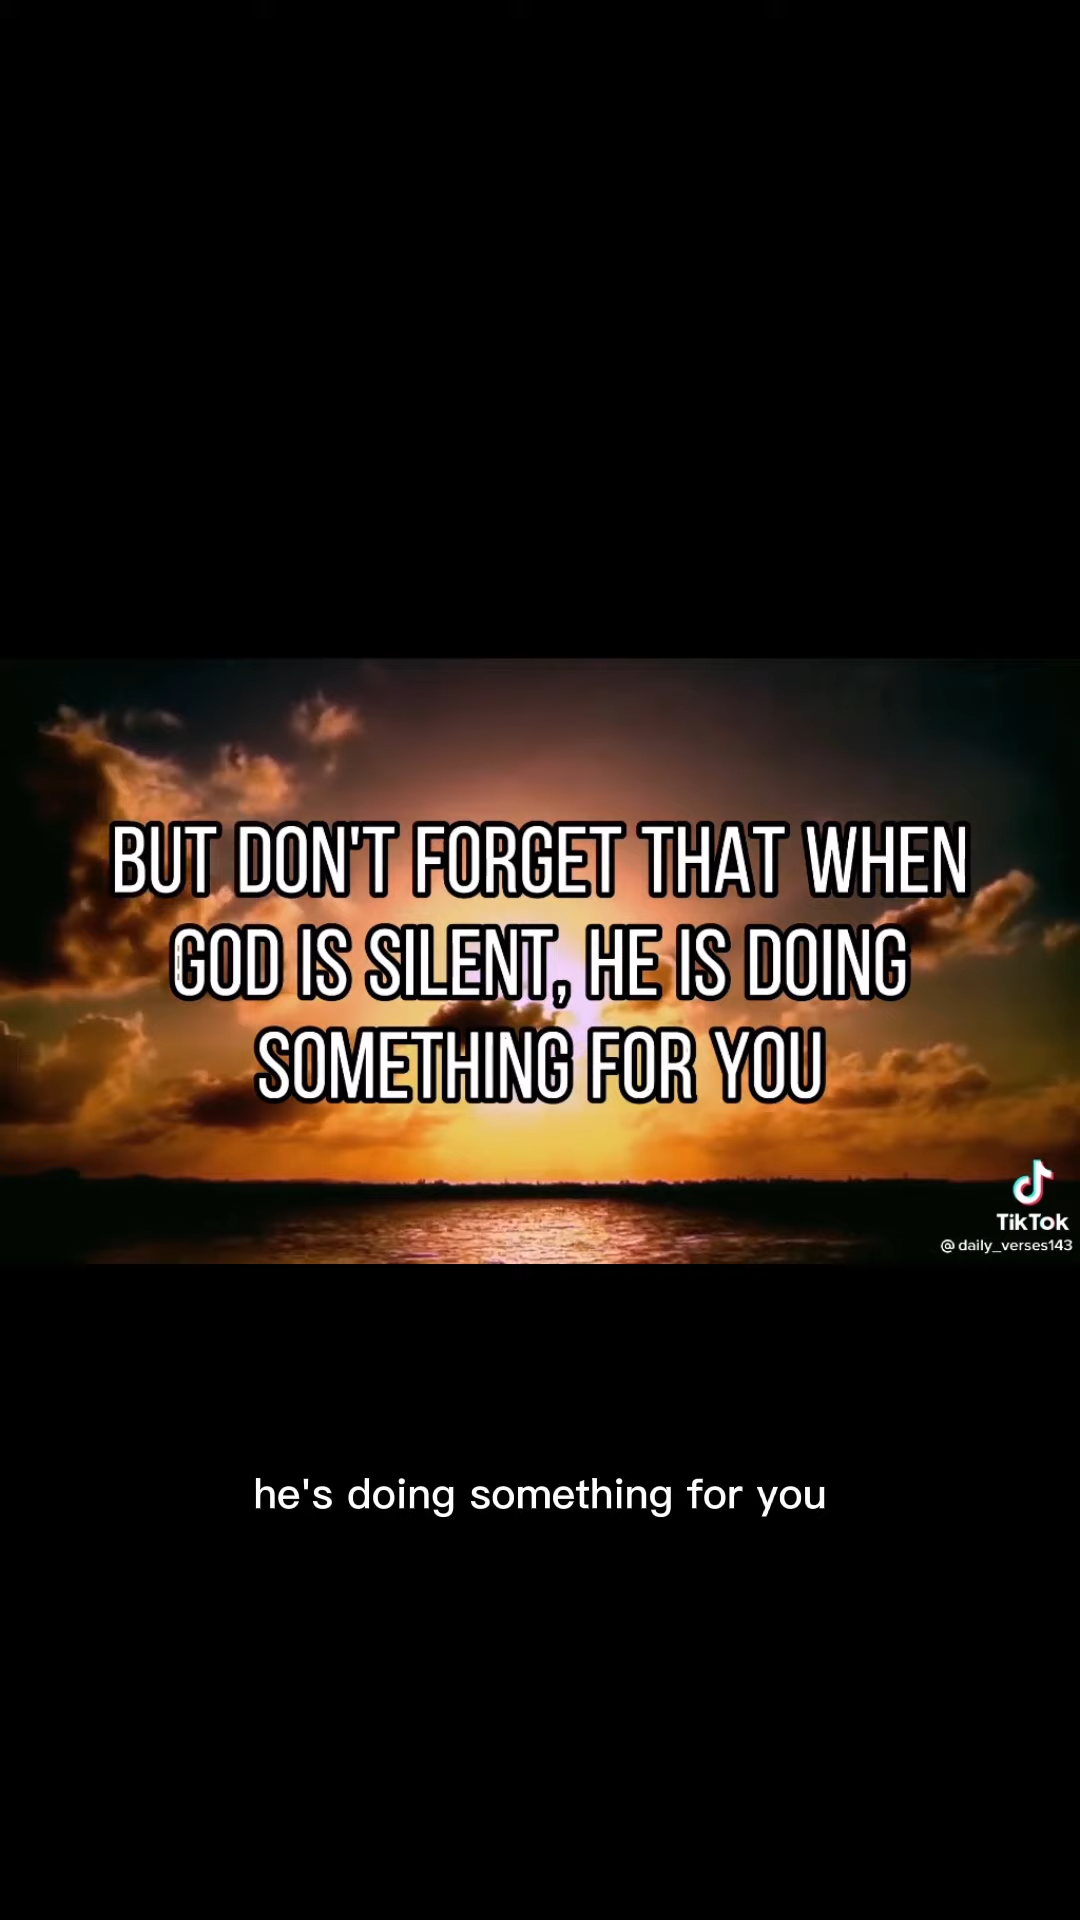 BUT DON'T FORGET THAT WHEN
GOD IS SILENT, HE IS DOING
SOMETHING FOR YOU
TikTok
@daily_verses143
he's doing something for you